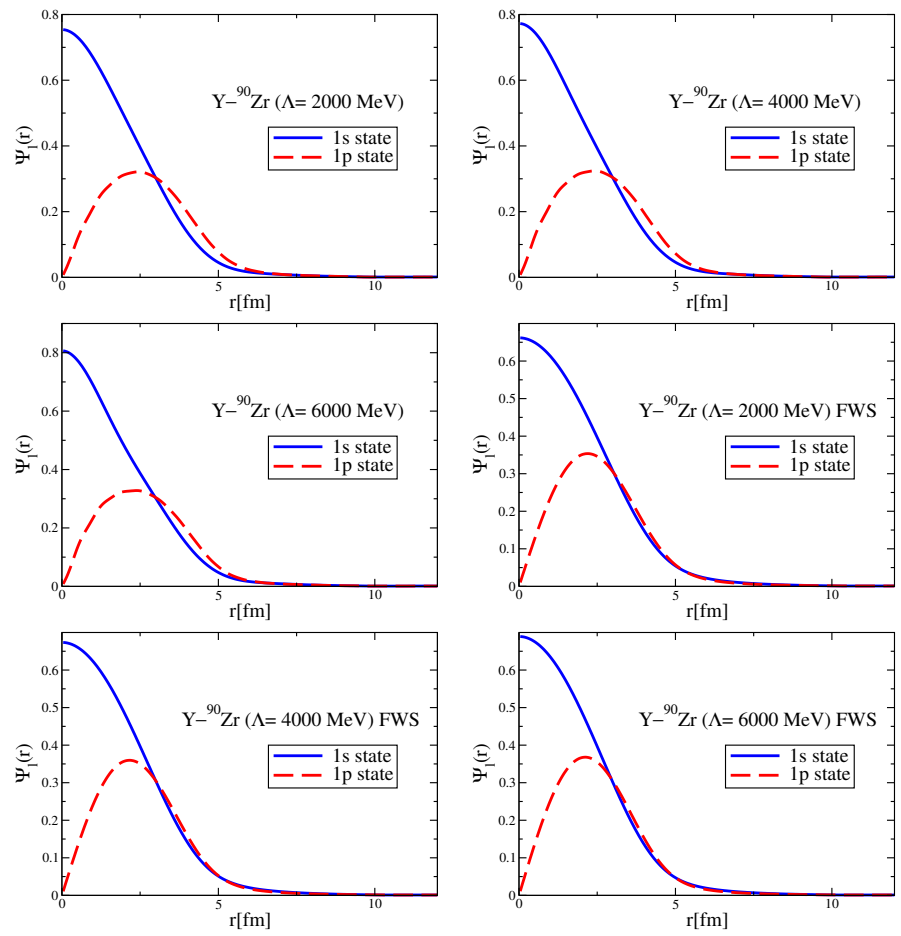 0.8
0.6
0.4
0.2
0
Ψl(r)
Y−90Zr (Λ= 2000 MeV)
1s state
1p state
0 5 10
r[fm]
0.8
0.6
0.4
0.2
0
Ψl(r)
Y−90Zr (Λ= 4000 MeV)
1s state
1p state
0 5 10
r[fm]
0.8
0.6
0.4
0.2
0
Ψl(r)
Y−90Zr (Λ= 6000 MeV)
1s state
1p state
0 5 10
r[fm]
0.7
0.6
0.5
0.4
0.3
0.2
0.1
0
Ψl(r)
Y−90Zr (Λ= 2000 MeV) FWS
1s state
1p state
0 5 10
r[fm]
0.6
0.5
0.4
0.3
0.2
0.1
0
Ψl(r)
Y−90Zr (Λ= 4000 MeV) FWS
1s state
1p state
0 5 10
r[fm]
0.6
0.5
0.4
0.3
0.2
0.1
0
Ψl(r)
Y−90Zr (Λ= 6000 MeV) FWS
1s state
1p state
0 5 10
r[fm]